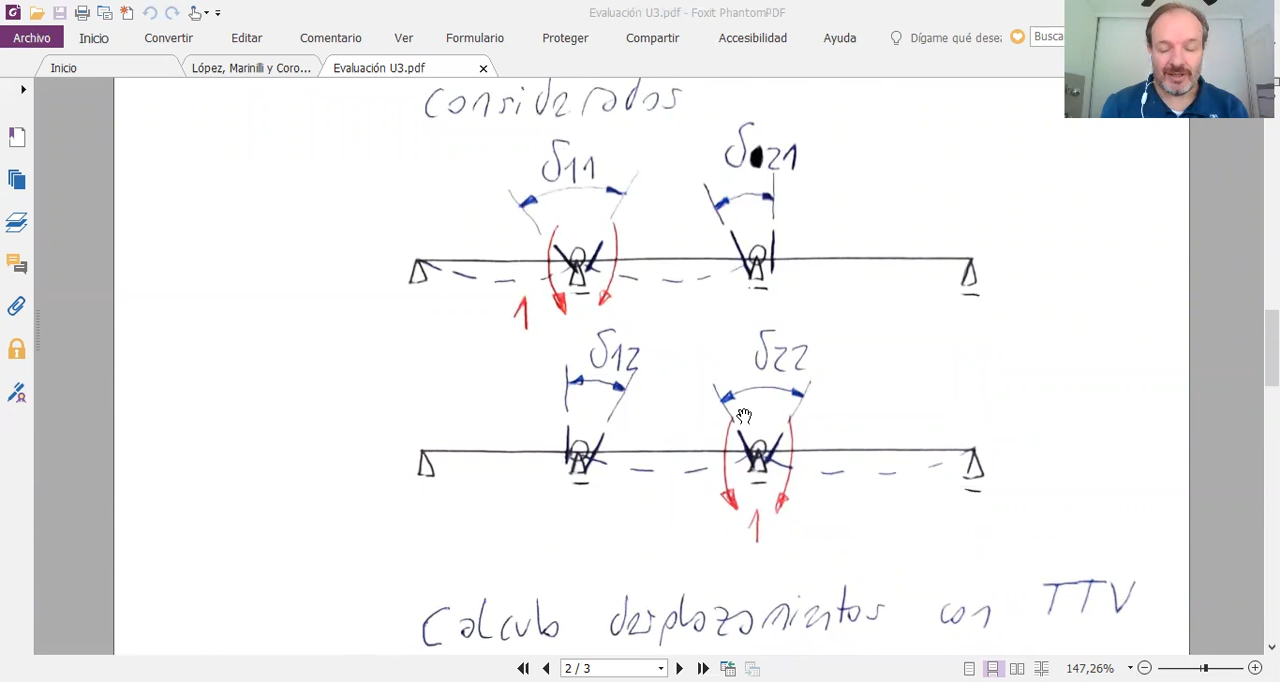 Evaluación U3.pdf - Foxit PhantomPDF
Archivo Inicio Convertir Editar Comentario Ver Formulario Proteger Compartir Accesibilidad Ayuda Dígame qué dese: Busca
Inicio López, Marinilli y Coro... Evaluación U3.pdf
considerados
δ11 δ21
1
δ12 δ22
1
Calculo desplazamientos con TTV
2 / 3 147,26%